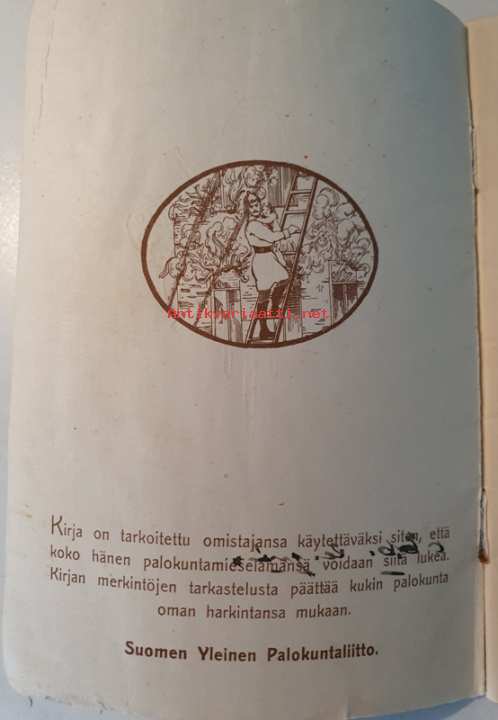 Antikvariaatti.net
Kirja on tarkoitettu omistajansa käytettäväksi siten, että
koko hänen palokuntamieselämänsä voidaan siitä lukea.
Kirjan merkintöjen tarkastelusta päättää kukin palokunta
oman harkintansa mukaan.
Suomen Yleinen Palokuntaliitto.